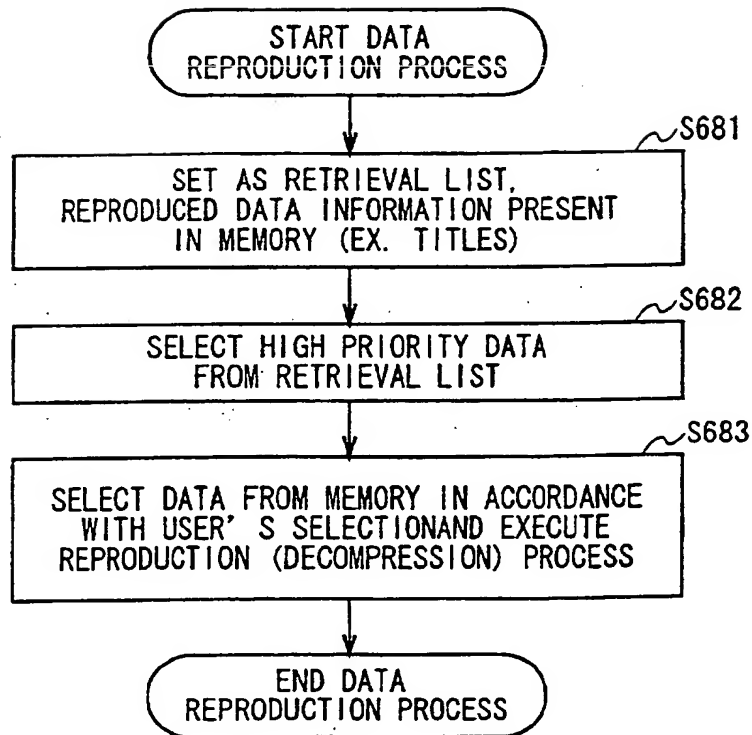 START DATA
REPRODUCTION PROCESS
S681
SET AS RETRIEVAL LIST,
REPRODUCED DATA INFORMATION PRESENT
IN MEMORY (EX. TITLES)
S682
SELECT HIGH PRIORITY DATA
FROM RETRIEVAL LIST
S683
SELECT DATA FROM MEMORY IN ACCORDANCE
WITH USER'S SELECTIONAND EXECUTE
REPRODUCTION (DECOMPRESSION) PROCESS
END DATA
REPRODUCTION PROCESS